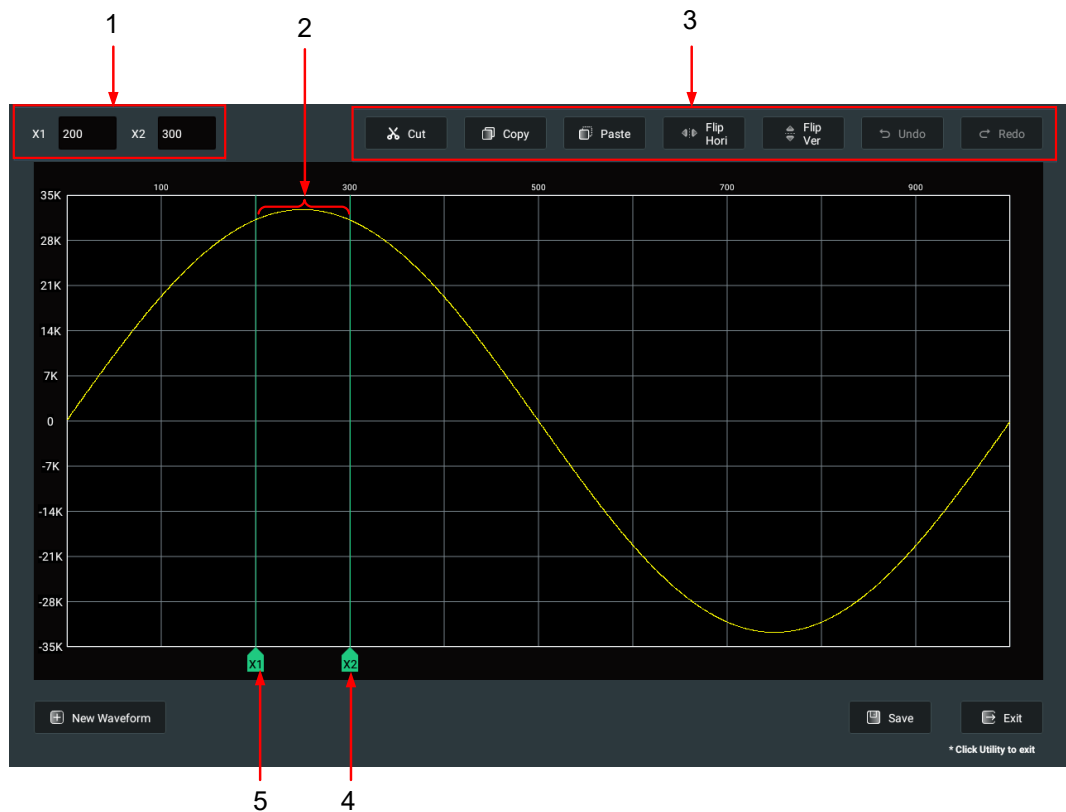 1 2 3
X1 200 X2 300 Cut Copy Paste Flip Hori Flip Ver Undo Redo
100 300 500 700 900
35K
28K
21K
14K
7K
0
-7K
-14K
-21K
-28K
-35K
X1 X2
New Waveform Save Exit
* Click Utility to exit
5 4